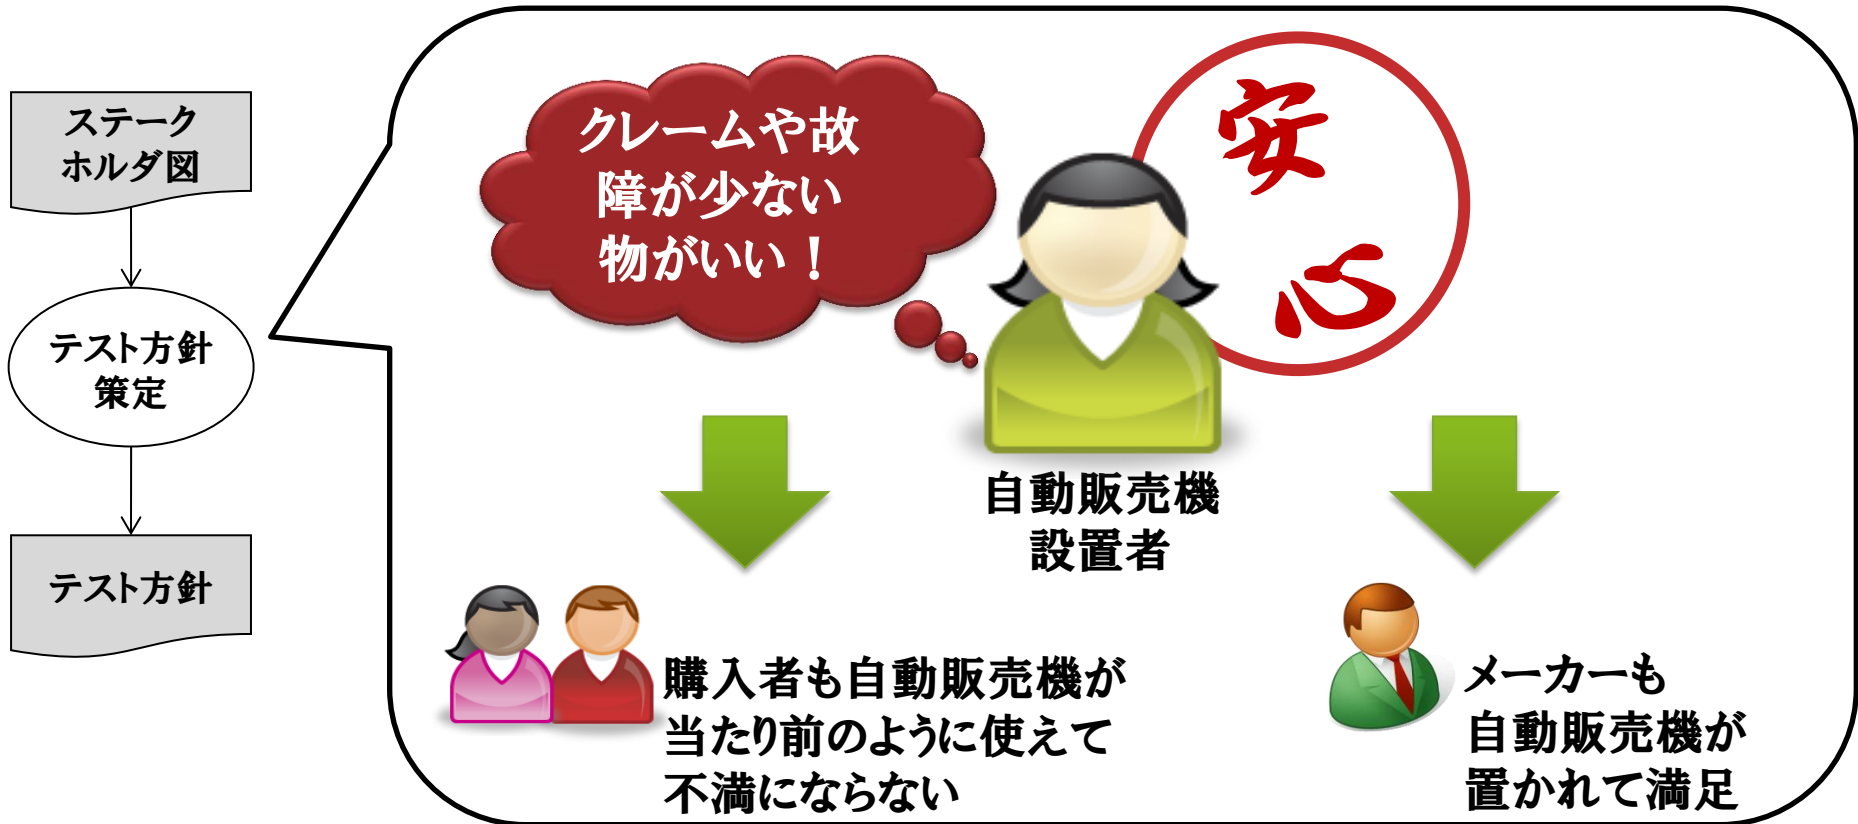 ステーク
ホルダ図
テスト方針
策定
テスト方針
クレームや故
障が少ない
物がいい！
安
心
自動販売機
設置者
購入者も自動販売機が
当たり前のように使えて
不満にならない
メーカーも
自動販売機が
置かれて満足